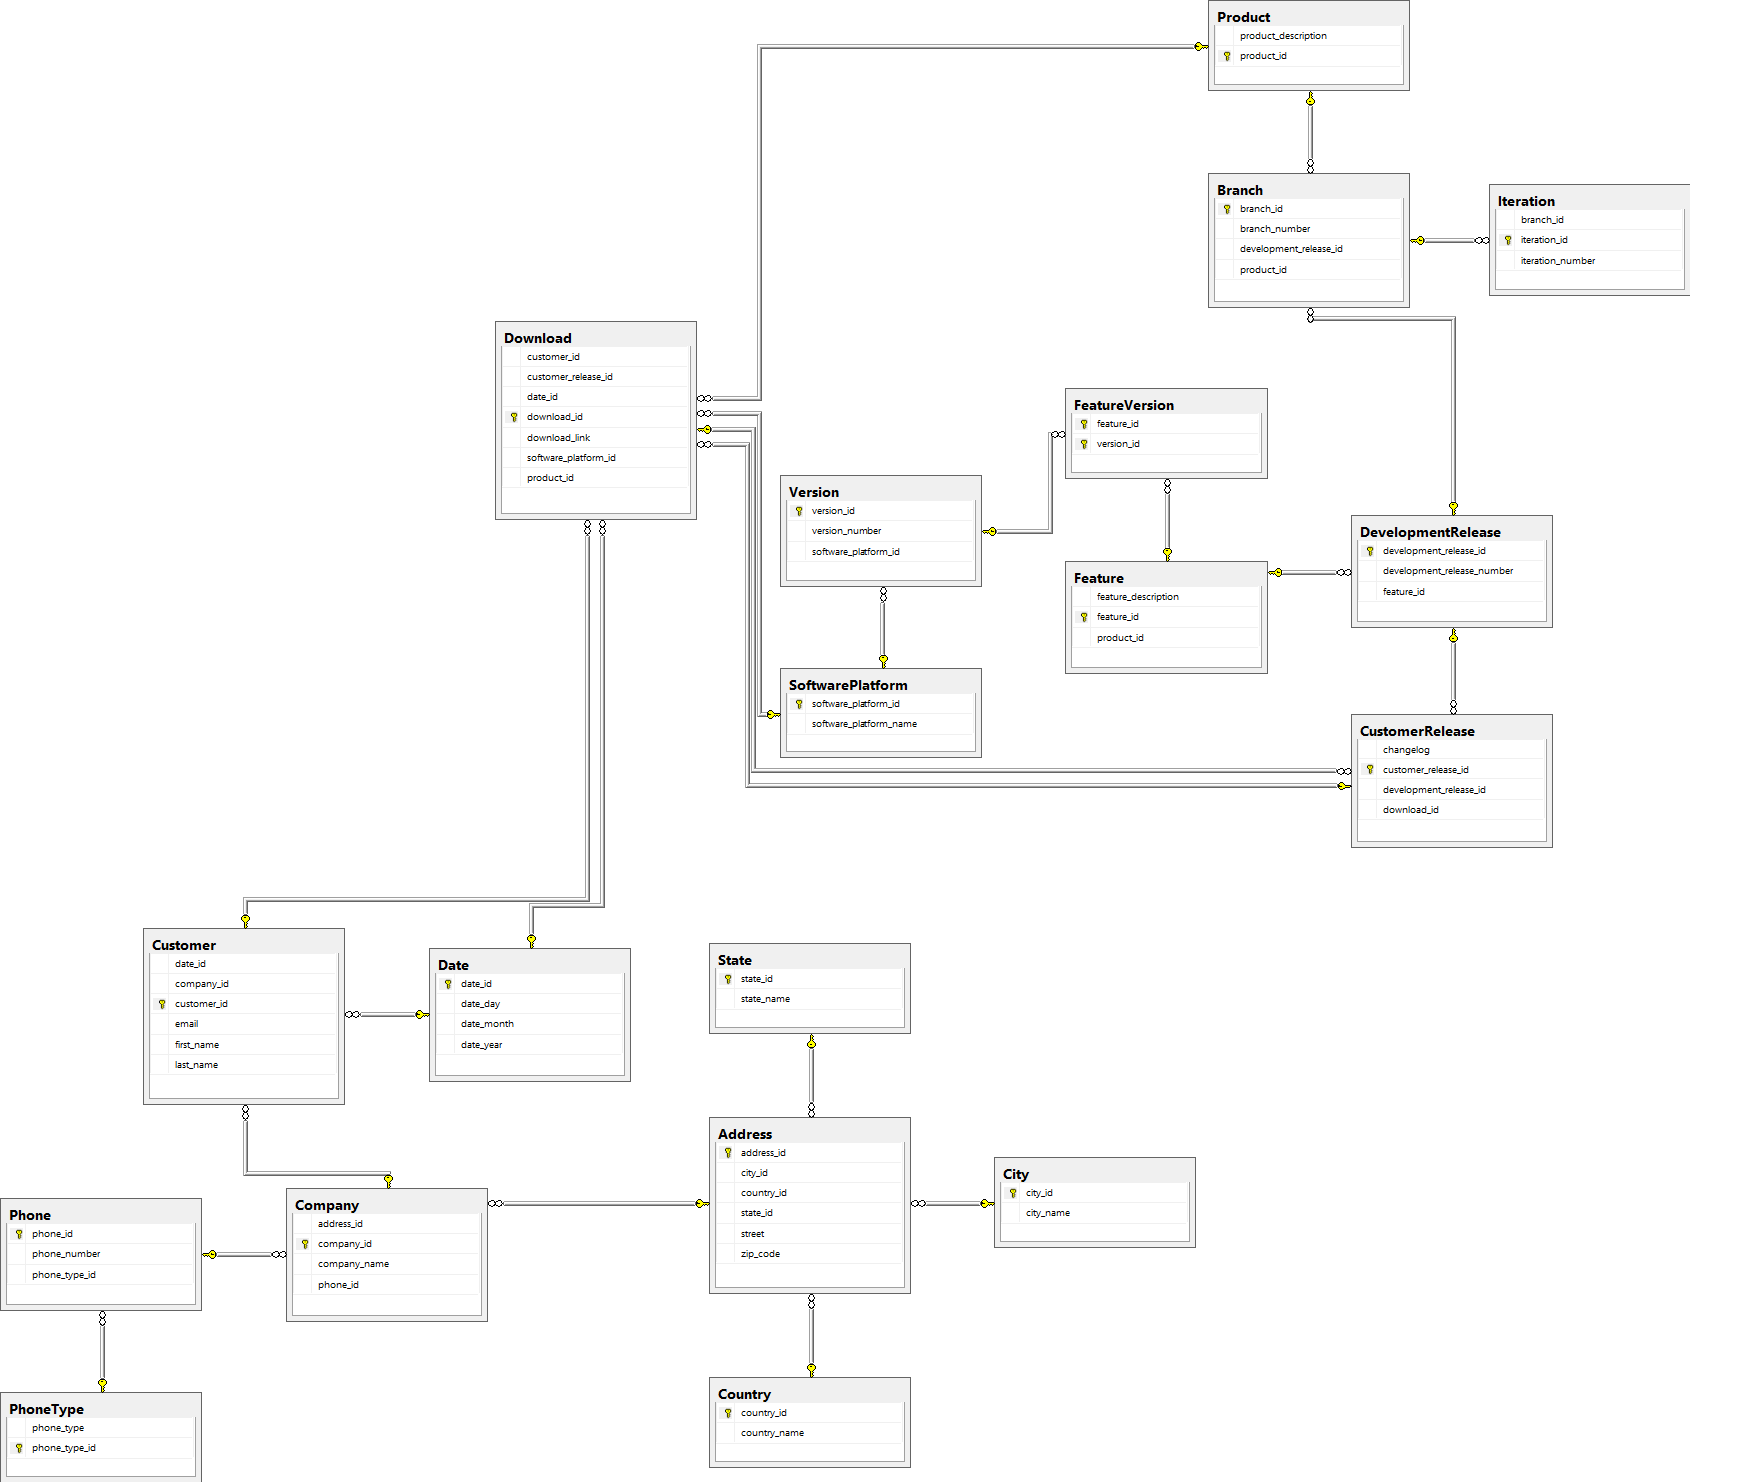 Product
product_description
product_id
Branch
branch_id
branch_number
development_release_id
product_id
Iteration
branch_id
iteration_id
iteration_number
Download
customer_id
customer_release_id
date_id
download_id
download_link
software_platform_id
product_id
FeatureVersion
feature_id
version_id
Version
version_id
version_number
software_platform_id
DevelopmentRelease
development_release_id
development_release_number
feature_id
Feature
feature_description
feature_id
product_id
SoftwarePlatform
software_platform_id
software_platform_name
CustomerRelease
changelog
customer_release_id
development_release_id
download_id
Customer
date_id
company_id
customer_id
email
first_name
last_name
Date
date_id
date_day
date_month
date_year
State
state_id
state_name
Address
address_id
city_id
country_id
state_id
street
zip_code
City
city_id
city_name
Company
address_id
company_id
company_name
phone_id
Phone
phone_id
phone_number
phone_type_id
Country
country_id
country_name
PhoneType
phone_type
phone_type_id